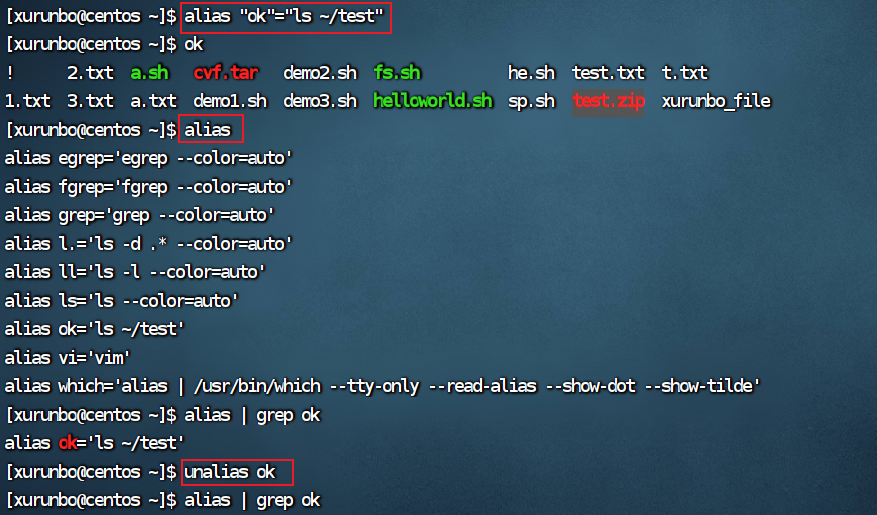 [xurunbo@centos ~]$ alias "ok"="ls ~/test"
[xurunbo@centos ~]$ ok
! 2.txt a.sh cvf.tar demo2.sh fs.sh he.sh test.txt t.txt
1.txt 3.txt a.txt demo1.sh demo3.sh helloworld.sh sp.sh test.zip xurunbo_file
[xurunbo@centos ~]$ alias
alias egrep='egrep --color=auto'
alias fgrep='fgrep --color=auto'
alias grep='grep --color=auto'
alias l.='ls -d .* --color=auto'
alias ll='ls -l --color=auto'
alias ls='ls --color=auto'
alias ok='ls ~/test'
alias vi='vim'
alias which='alias | /usr/bin/which --tty-only --read-alias --show-dot --show-tilde'
[xurunbo@centos ~]$ alias | grep ok
alias ok='ls ~/test'
[xurunbo@centos ~]$ unalias ok
[xurunbo@centos ~]$ alias | grep ok